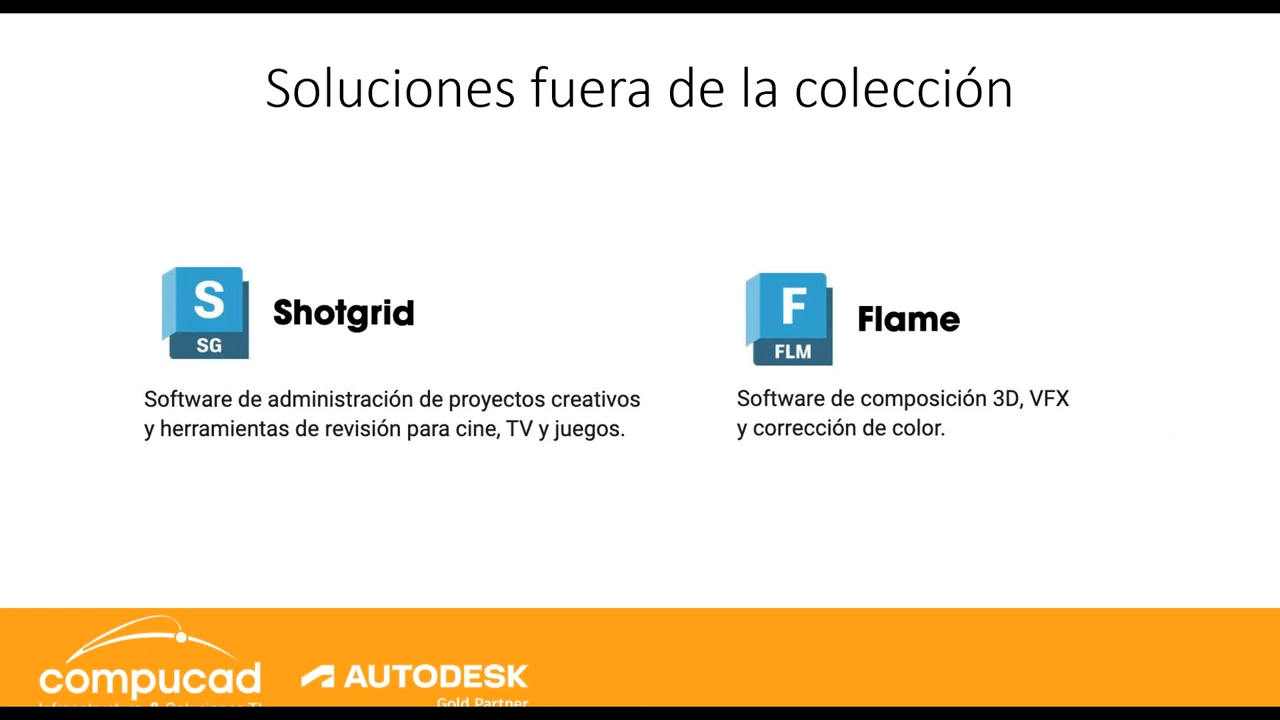 Soluciones fuera de la colección
S
SG
Shotgrid
Software de administración de proyectos creativos
y herramientas de revisión para cine, TV y juegos.
F
FLM
Flame
Software de composición 3D, VFX
y corrección de color.
compucad
AUTODESK
Gold Partner